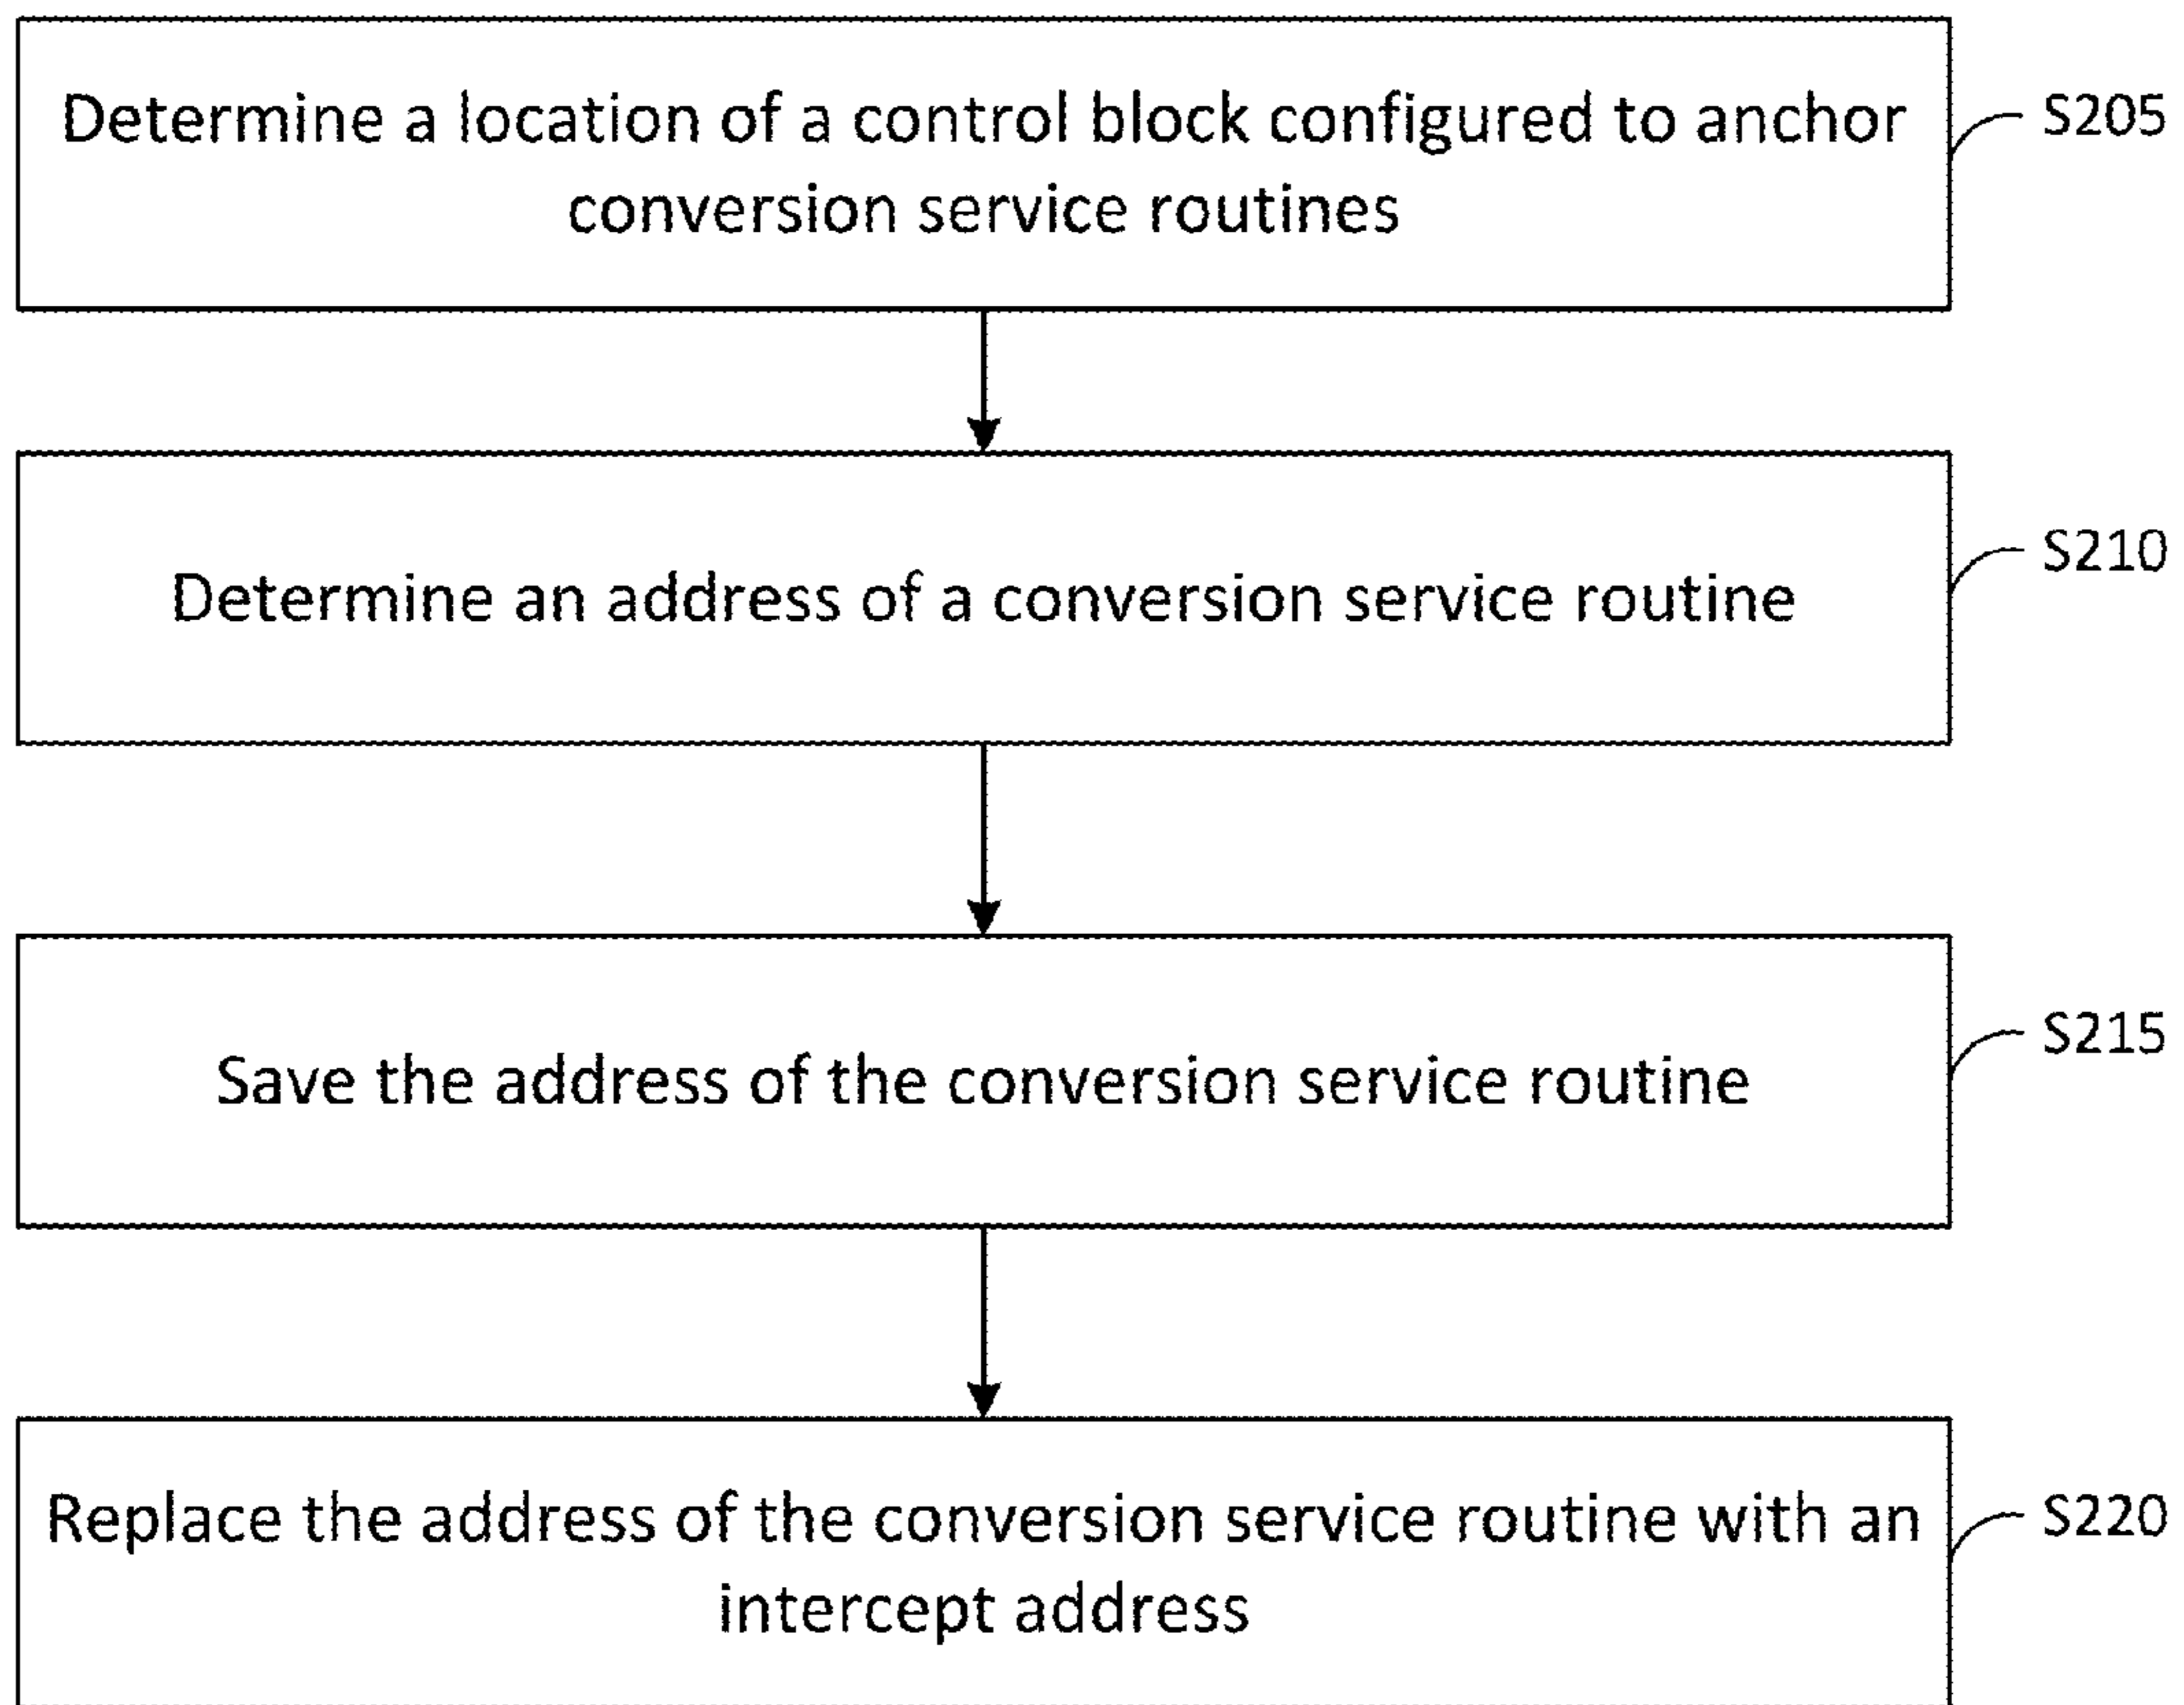 Determine a location of a control block configured to anchor
conversion service routines
S205
Determine an address of a conversion service routine
S210
Save the address of the conversion service routine
S215
Replace the address of the conversion service routine with an
intercept address
S220